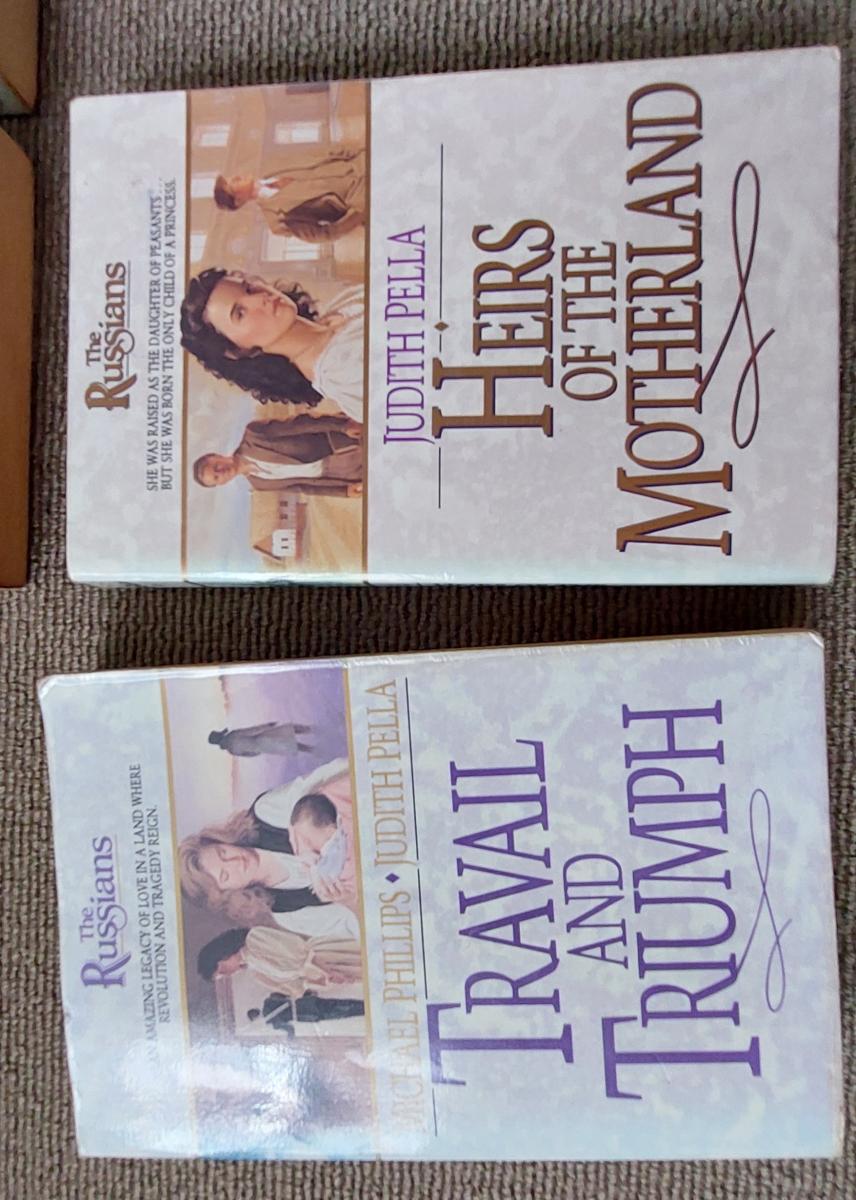 The
Russians
SHE WAS RAISED AS THE DAUGHTER OF PEASANTS . . .
BUT SHE WAS BORN THE ONLY CHILD OF A PRINCESS.
JUDITH PELLA
HEIRS
OF THE
MOTHERLAND
The
Russians
AN AMAZING LEGACY OF LOVE IN A LAND WHERE
REVOLUTION AND TRAGEDY REIGN.
MICHAEL PHILLIPS ♦ JUDITH PELLA
TRAVAIL
AND
TRIUMPH